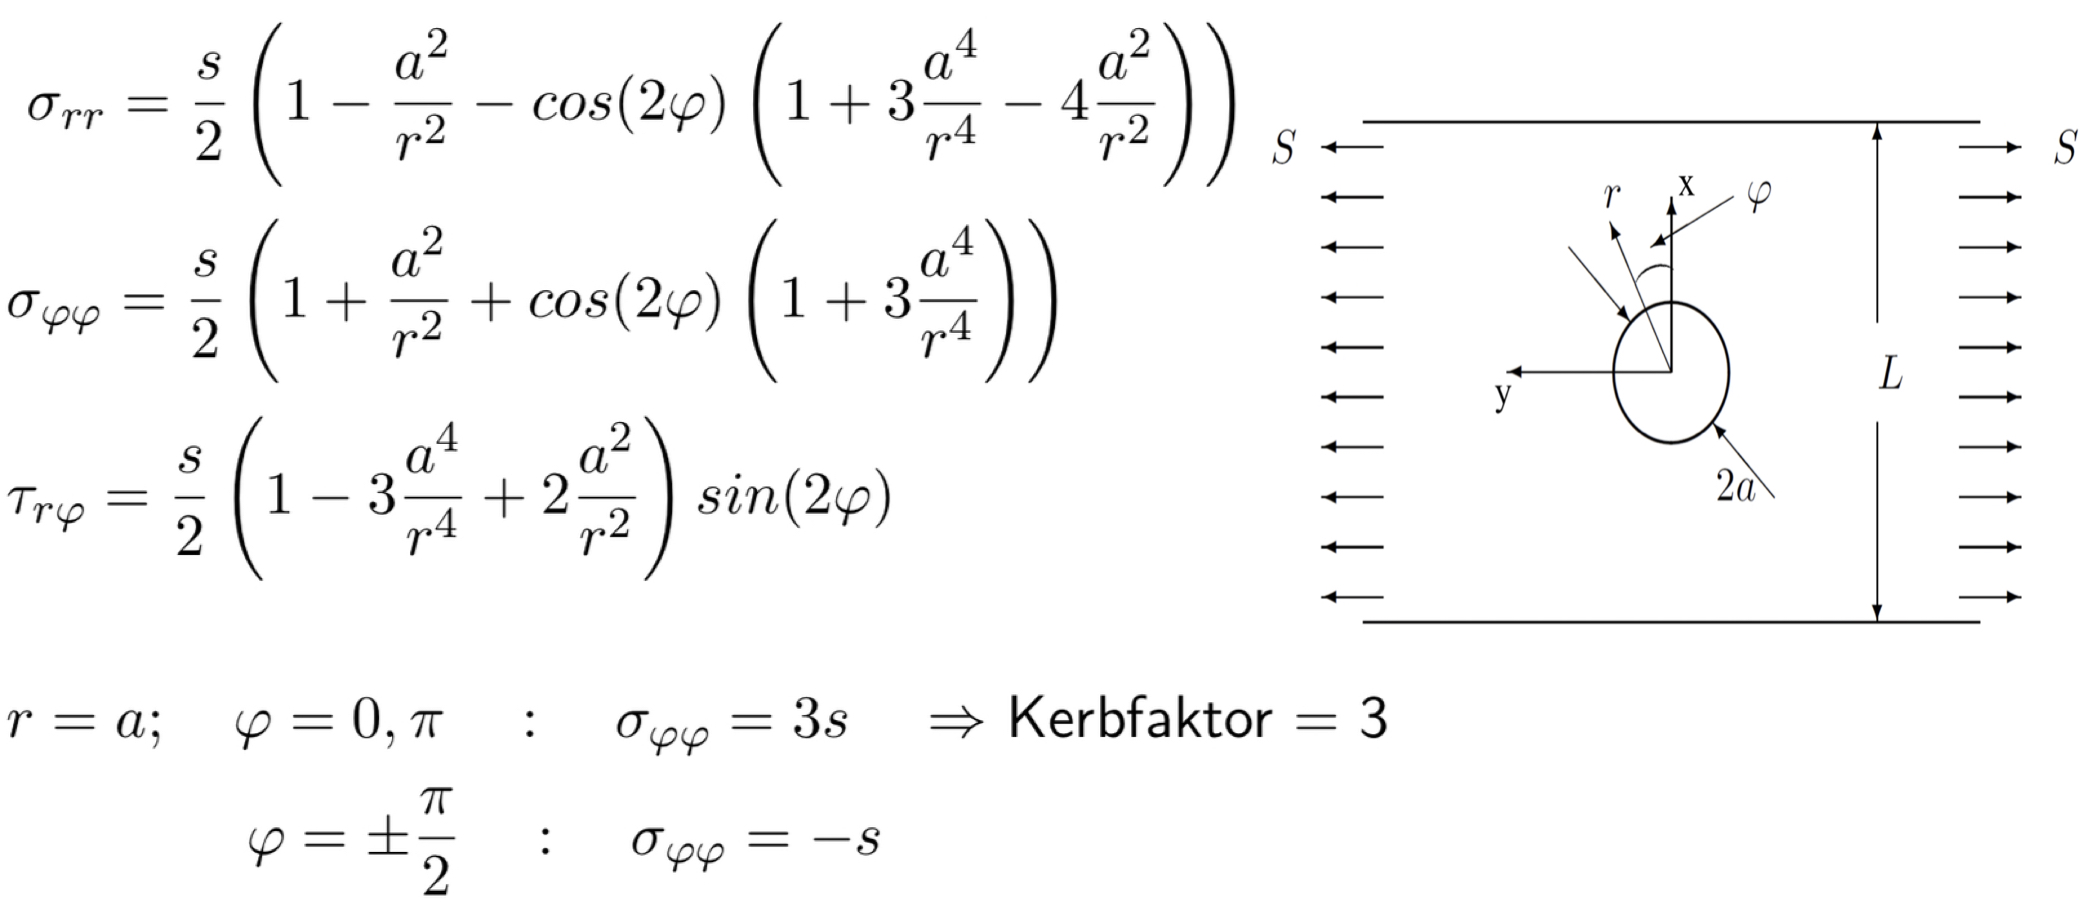 σ_rr = s/2 (1 − a²/r² − cos(2φ) (1 + 3 a⁴/r⁴ − 4 a²/r²))
σ_φφ = s/2 (1 + a²/r² + cos(2φ) (1 + 3 a⁴/r⁴))
τ_rφ = s/2 (1 − 3 a⁴/r⁴ + 2 a²/r²) sin(2φ)
r = a; φ = 0, π : σ_φφ = 3s ⇒ Kerbfaktor = 3
φ = ± π/2 : σ_φφ = −s
S
S
r
x
φ
y
L
2a